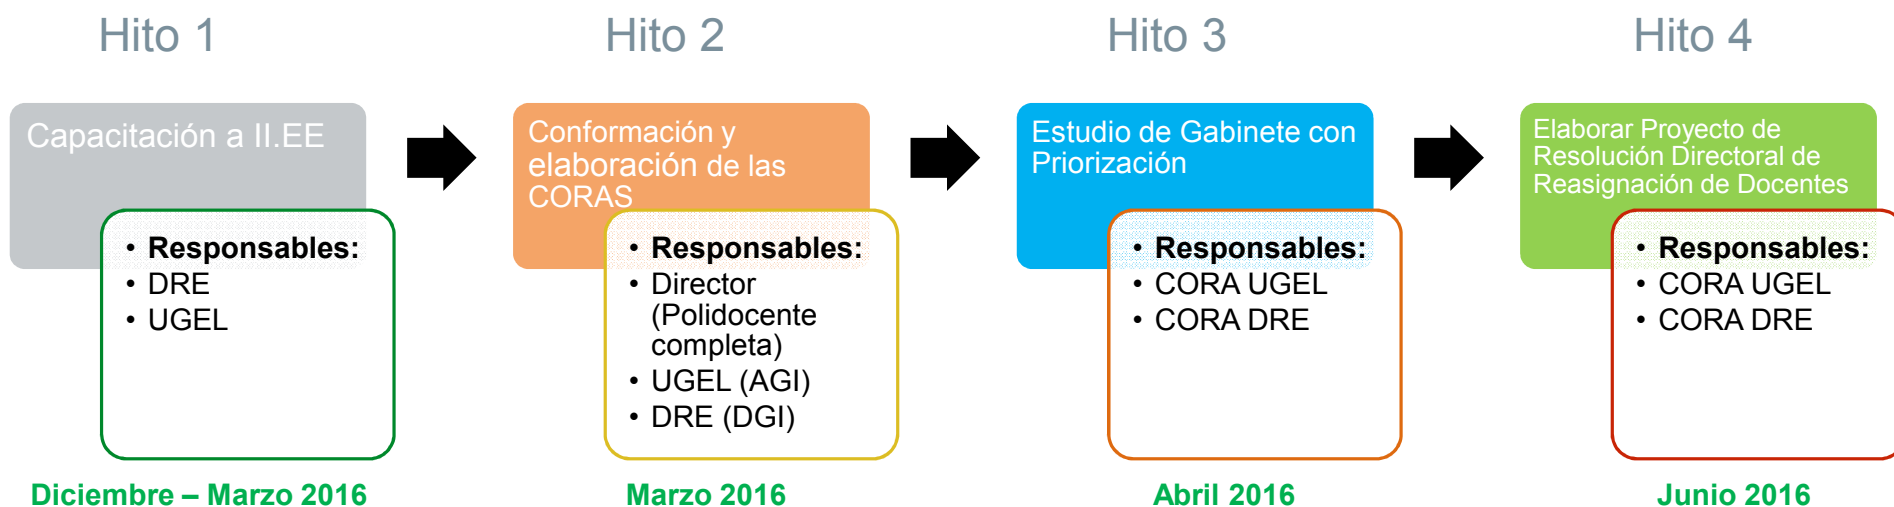 Hito 1
Capacitación a II.EE
• Responsables:
• DRE
• UGEL
Diciembre – Marzo 2016
Hito 2
Conformación y
elaboración de las
CORAS
• Responsables:
• Director
(Polidocente
completa)
• UGEL (AGI)
• DRE (DGI)
Marzo 2016
Hito 3
Estudio de Gabinete con
Priorización
• Responsables:
• CORA UGEL
• CORA DRE
Abril 2016
Hito 4
Elaborar Proyecto de
Resolución Directoral de
Reasignación de Docentes
• Responsables:
• CORA UGEL
• CORA DRE
Junio 2016